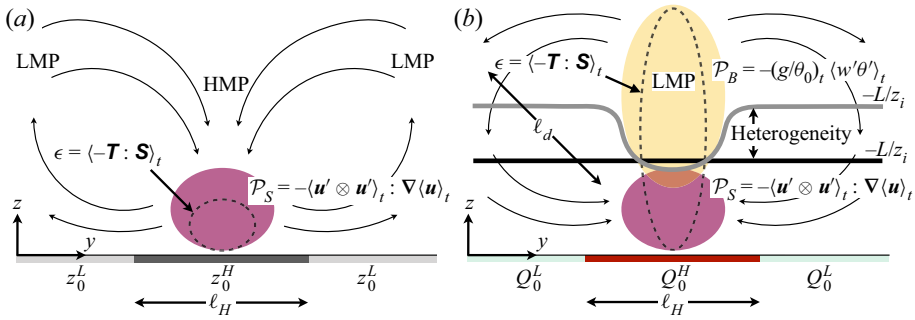 (a)
LMP
HMP
LMP
ϵ = ⟨−T : S⟩_t
𝒫_S = −⟨u′ ⊗ u′⟩_t : ∇⟨u⟩_t
z
y
z_0^L
z_0^H
z_0^L
ℓ_H
(b)
ϵ = ⟨−T : S⟩_t
LMP
𝒫_B = −(g/θ_0)_t ⟨w′θ′⟩_t
−L/z_i
ℓ_d
Heterogeneity
−L/z_i
𝒫_S = −⟨u′ ⊗ u′⟩_t : ∇⟨u⟩_t
z
y
Q_0^L
Q_0^H
Q_0^L
ℓ_H